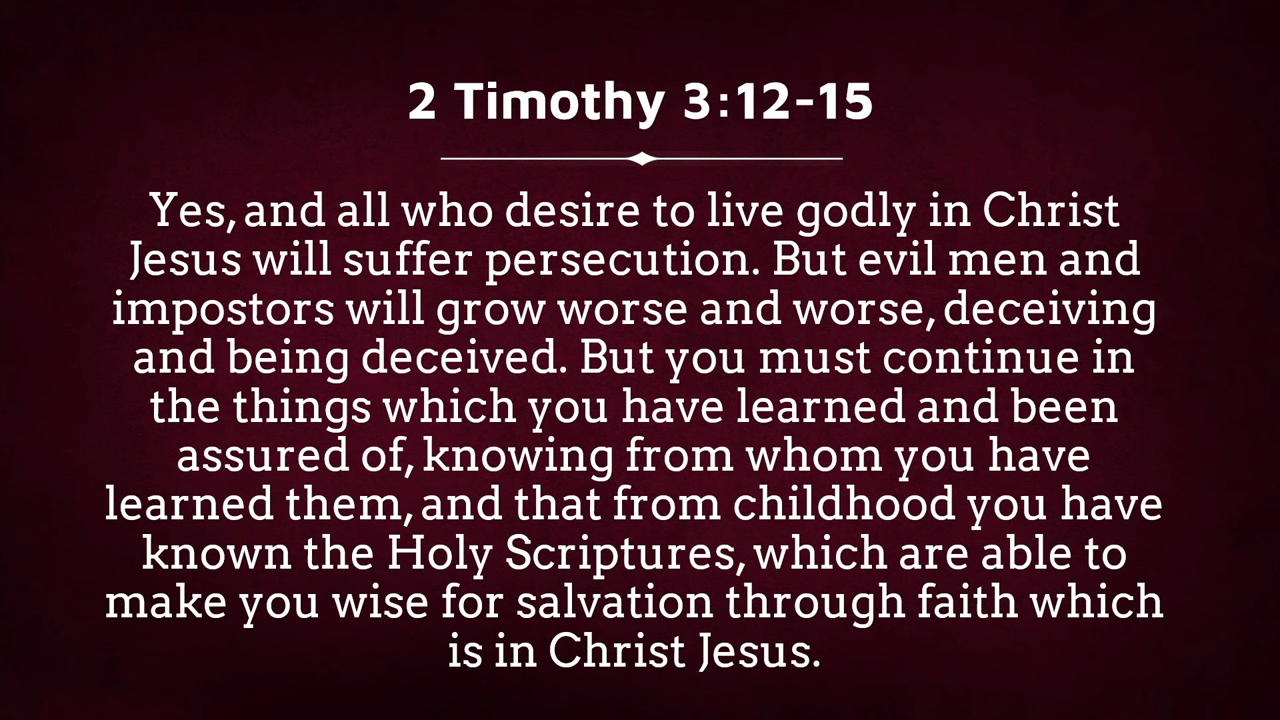 2 Timothy 3:12-15
Yes, and all who desire to live godly in Christ
Jesus will suffer persecution. But evil men and
impostors will grow worse and worse, deceiving
and being deceived. But you must continue in
the things which you have learned and been
assured of, knowing from whom you have
learned them, and that from childhood you have
known the Holy Scriptures, which are able to
make you wise for salvation through faith which
is in Christ Jesus.